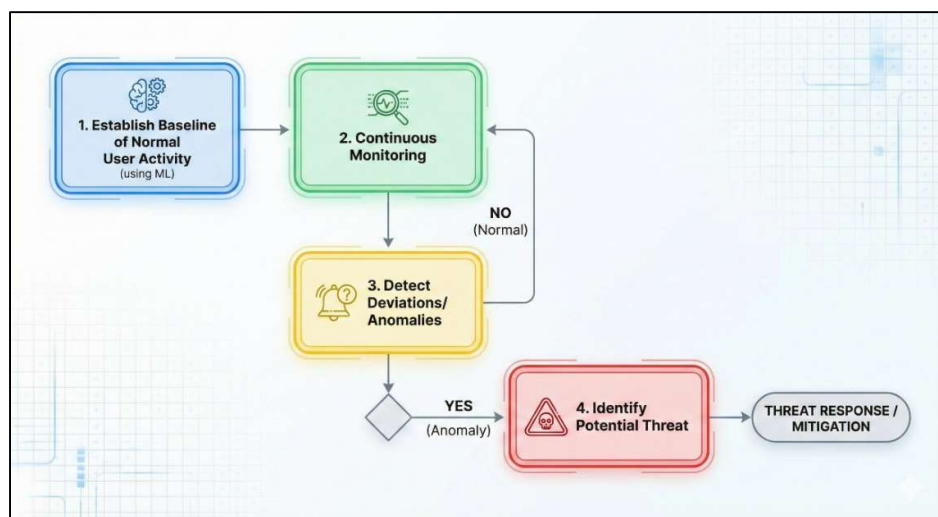 1. Establish Baseline
of Normal
User Activity
(using ML)
2. Continuous
Monitoring
NO
(Normal)
?
3. Detect
Deviations/
Anomalies
YES
(Anomaly)
4. Identify
Potential Threat
THREAT RESPONSE /
MITIGATION